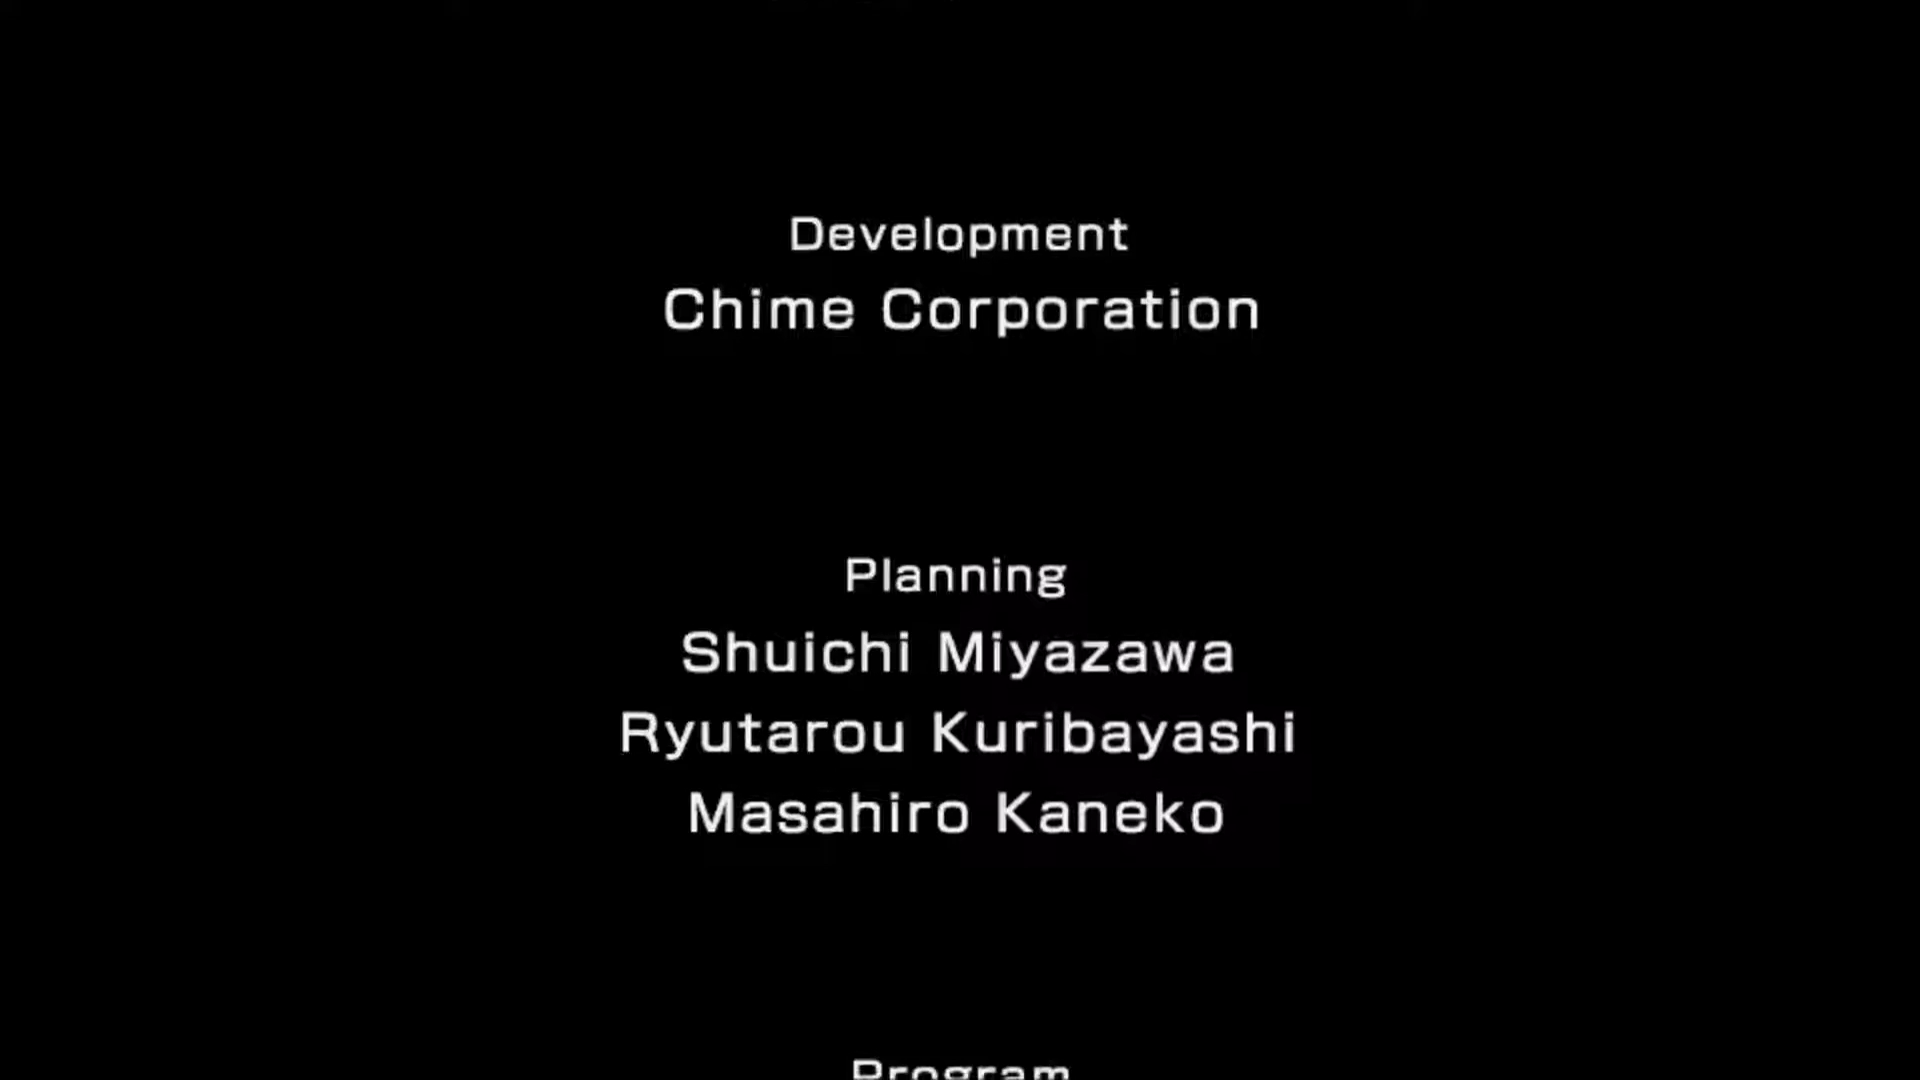 Development
Chime Corporation
Planning
Shuichi Miyazawa
Ryutarou Kuribayashi
Masahiro Kaneko
Program